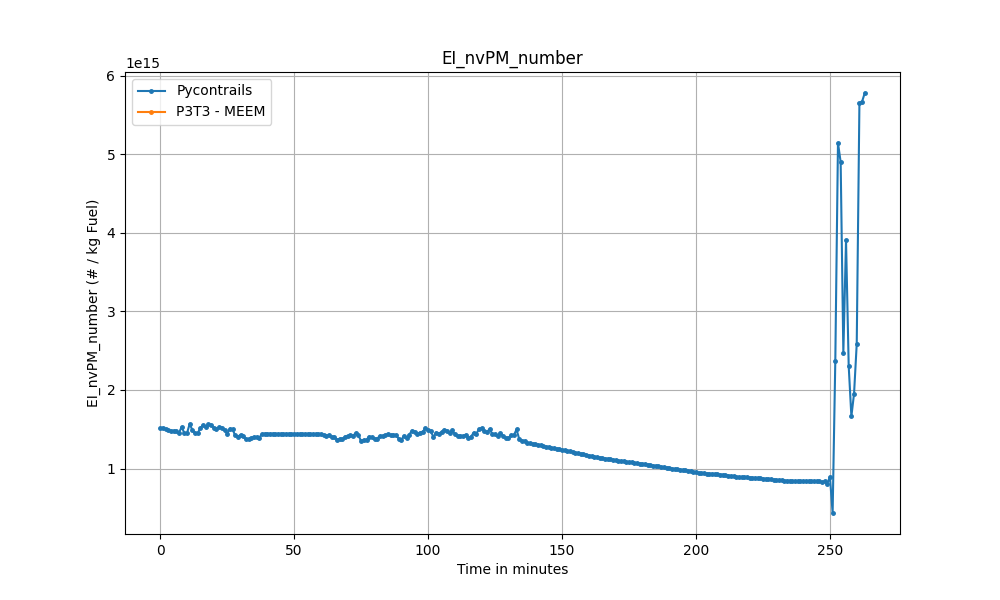 EI_nvPM_number
1e15
Pycontrails
P3T3 - MEEM
EI_nvPM_number (# / kg Fuel)
6
5
4
3
2
1
0
50
100
150
200
250
Time in minutes